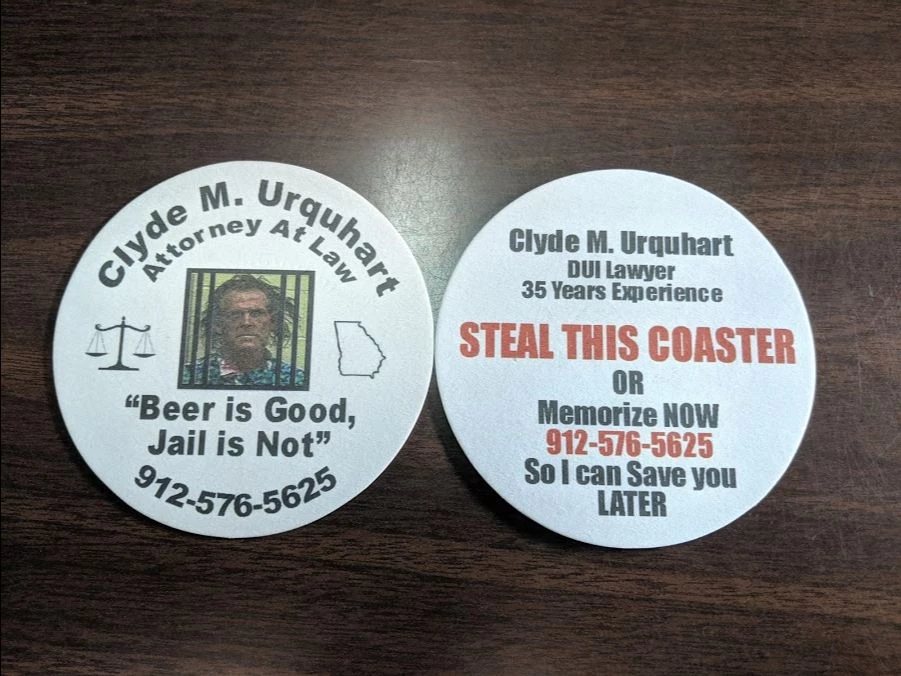 Clyde M. Urquhart
Attorney At Law
“Beer is Good,
Jail is Not”
912-576-5625
Clyde M. Urquhart
DUI Lawyer
35 Years Experience
STEAL THIS COASTER
OR
Memorize NOW
912-576-5625
So I can Save you
LATER